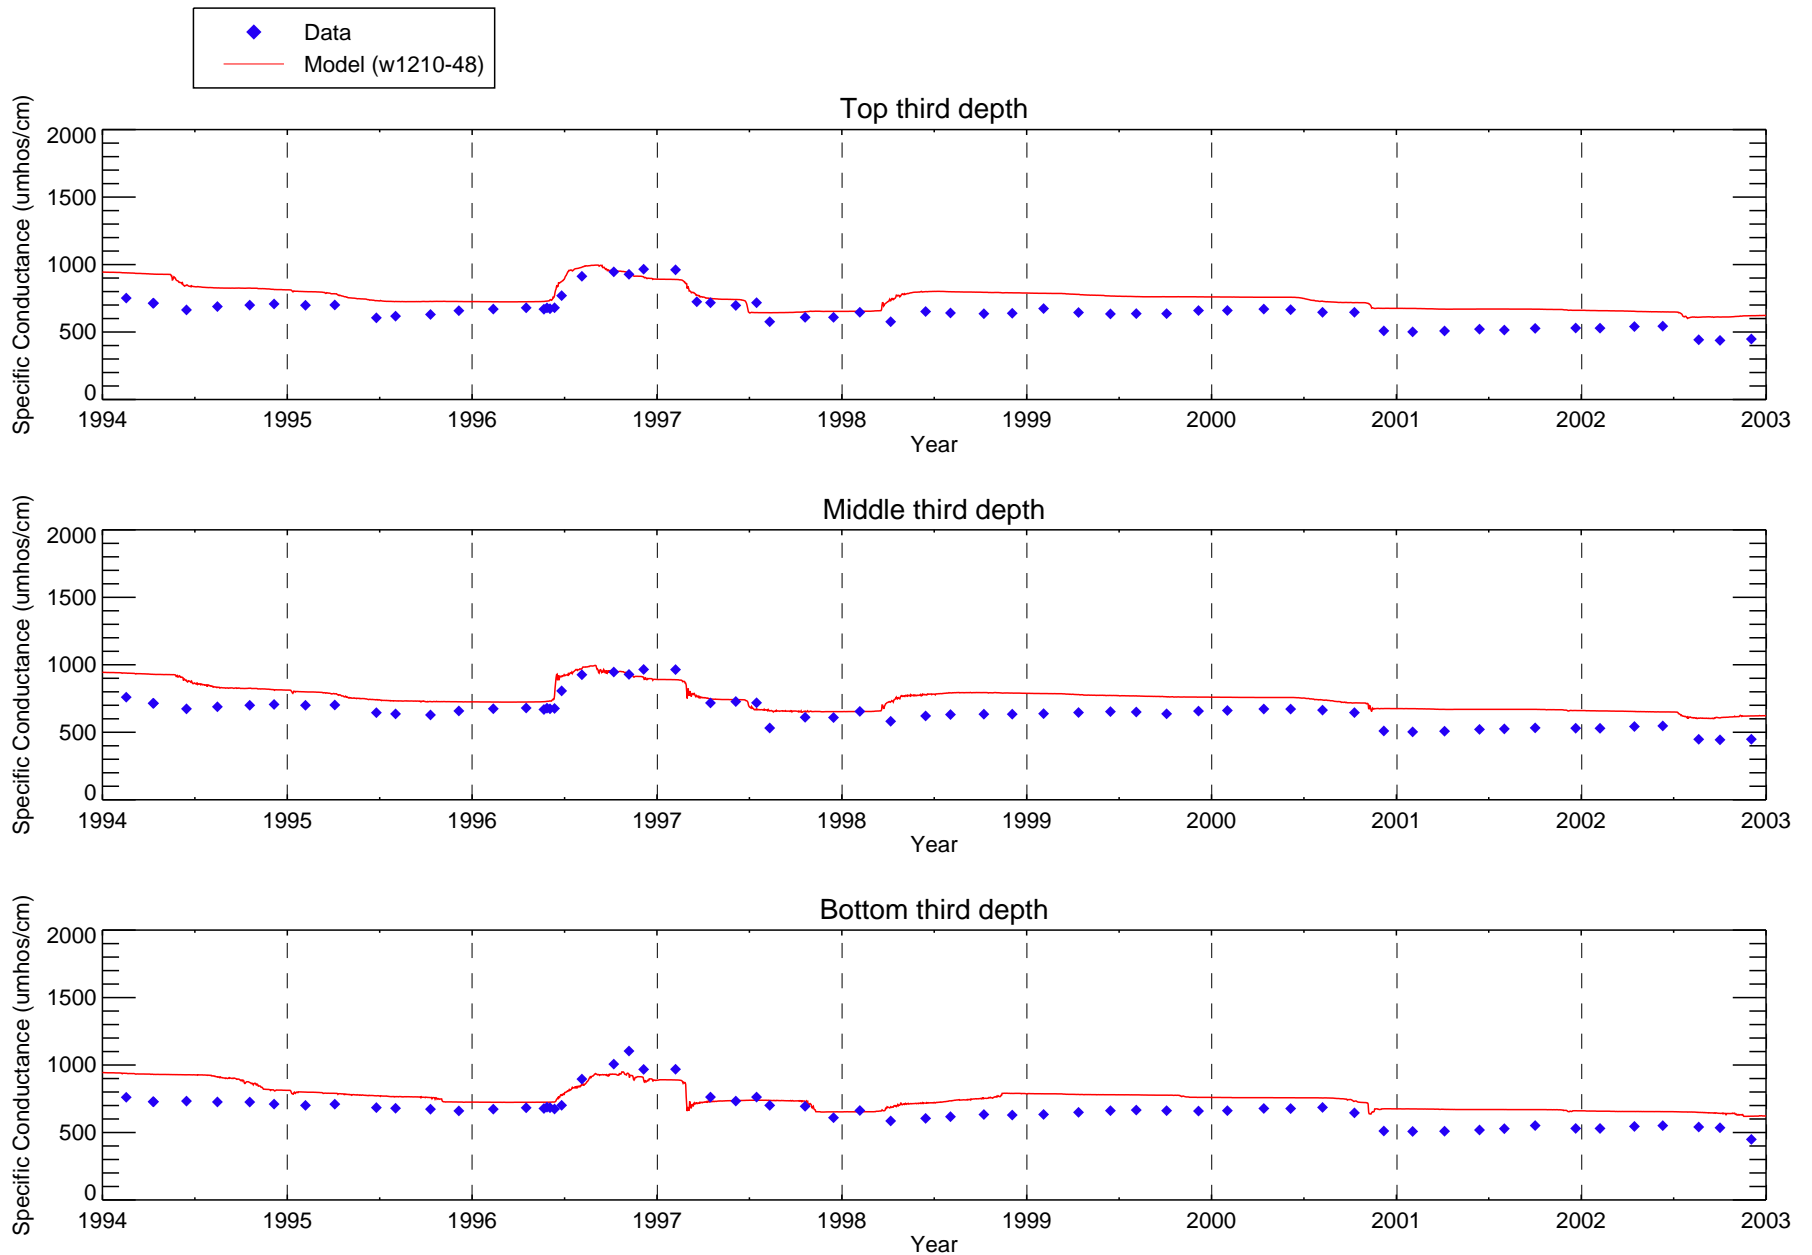 Data
Model (w1210-48)
Top third depth
Specific Conductance (umhos/cm)
2000
1500
1000
500
0
1994 1995 1996 1997 1998 1999 2000 2001 2002 2003
Year
Middle third depth
Specific Conductance (umhos/cm)
2000
1500
1000
500
0
1994 1995 1996 1997 1998 1999 2000 2001 2002 2003
Year
Bottom third depth
Specific Conductance (umhos/cm)
2000
1500
1000
500
0
1994 1995 1996 1997 1998 1999 2000 2001 2002 2003
Year